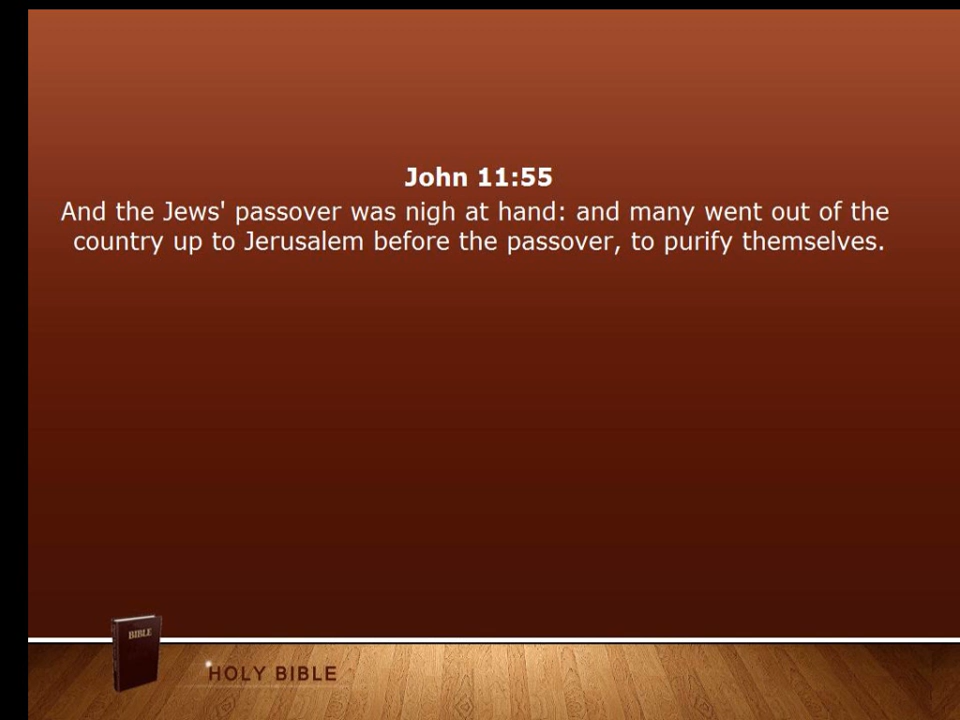 John 11:55
And the Jews' passover was nigh at hand: and many went out of the
country up to Jerusalem before the passover, to purify themselves.
BIBLE
HOLY BIBLE